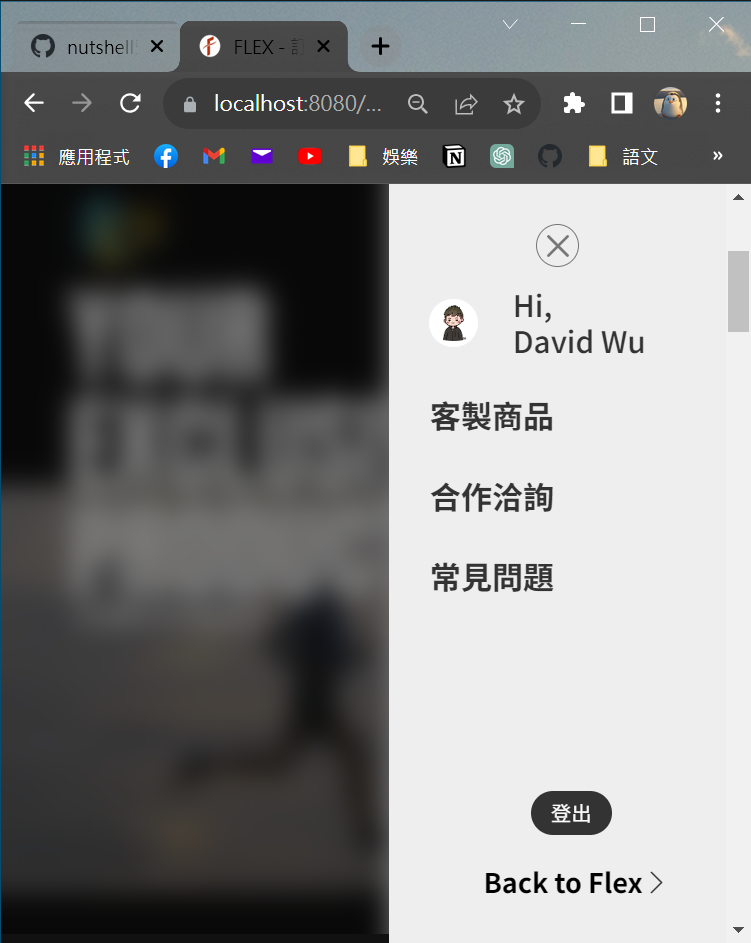 nutshell
FLEX - 訂
localhost:8080/...
應用程式
娛樂
語文
»
YOUR
Hi,
David Wu
客製商品
合作洽詢
常見問題
登出
Back to Flex